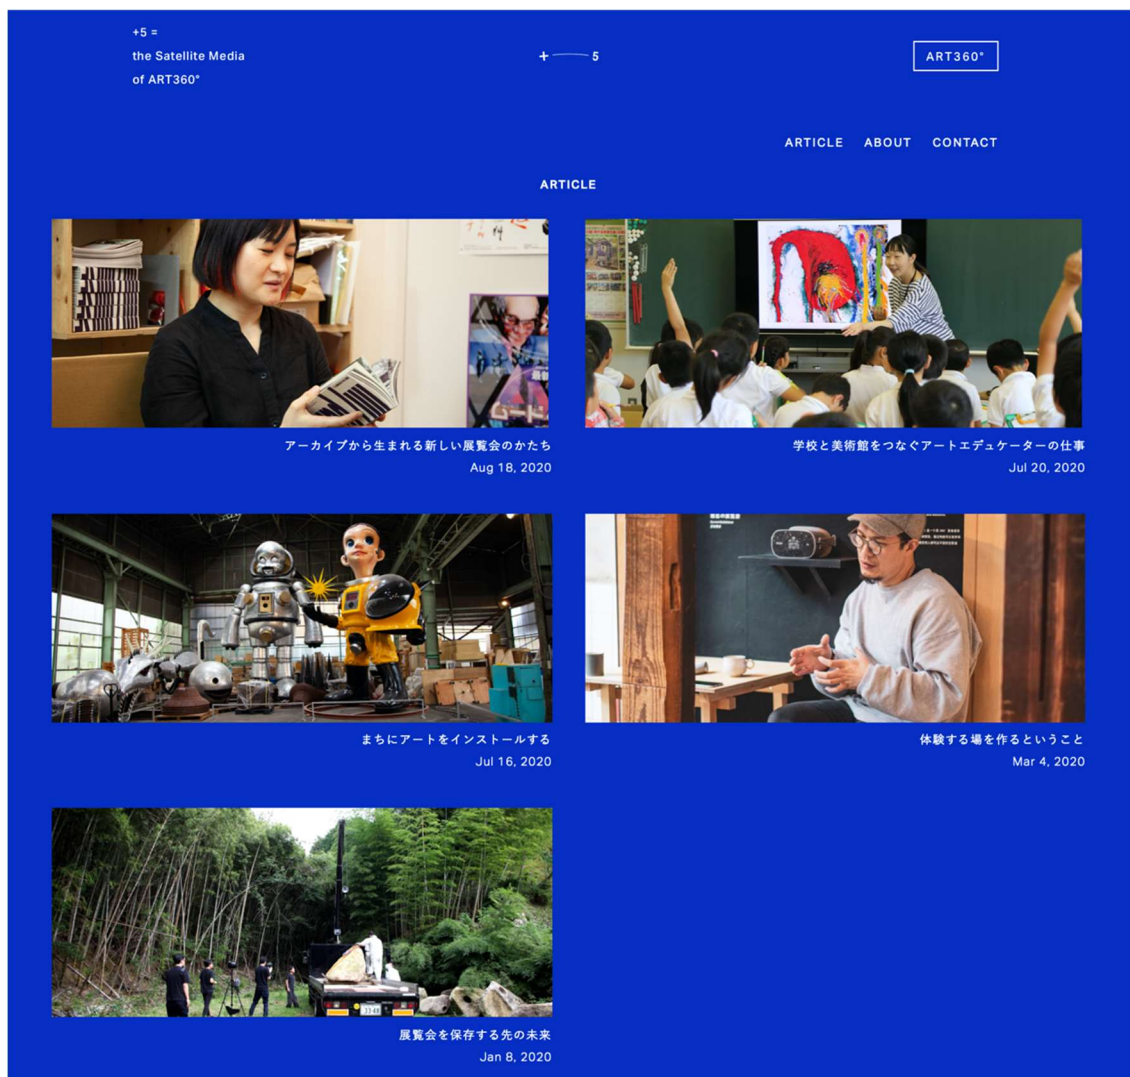 +5 =
the Satellite Media
of ART360°
+ 5
ART360°
ARTICLE ABOUT CONTACT
ARTICLE
アーカイブから生まれる新しい展覧会のかたち
Aug 18, 2020
学校と美術館をつなぐアートエデュケーターの仕事
Jul 20, 2020
まちにアートをインストールする
Jul 16, 2020
体験する場を作るということ
Mar 4, 2020
展覧会を保存する先の未来
Jan 8, 2020